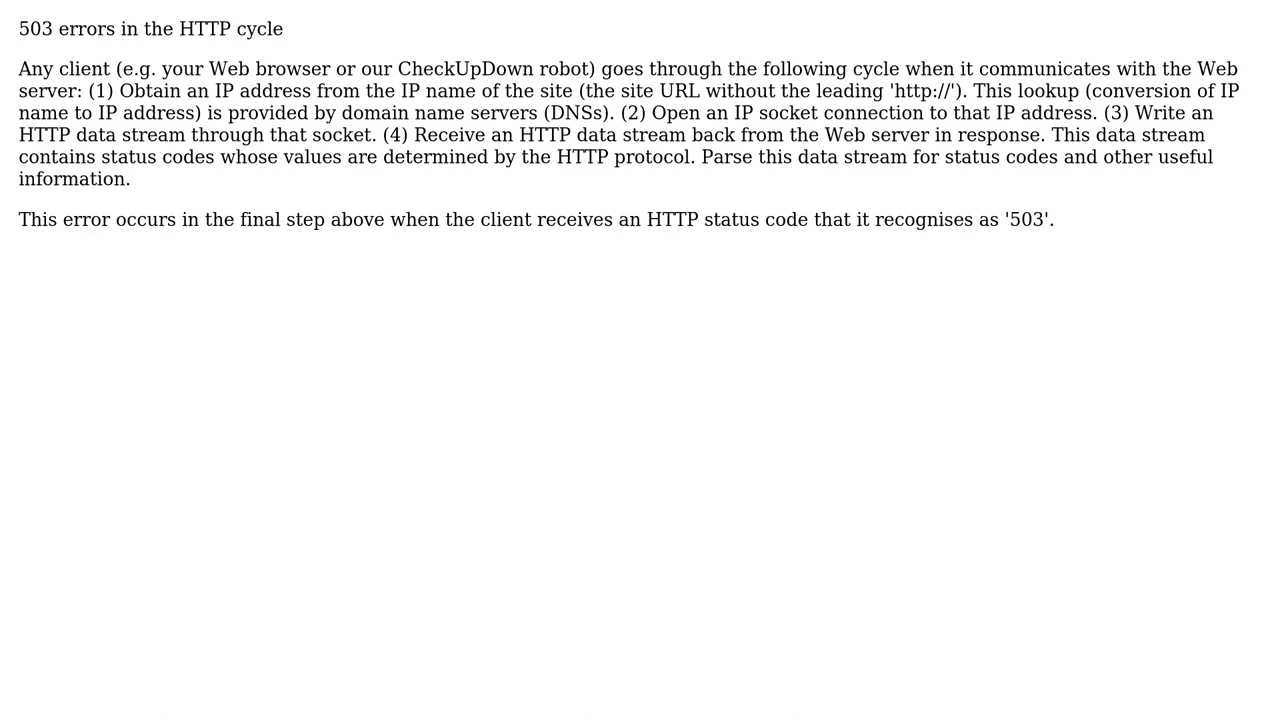 503 errors in the HTTP cycle
Any client (e.g. your Web browser or our CheckUpDown robot) goes through the following cycle when it communicates with the Web
server: (1) Obtain an IP address from the IP name of the site (the site URL without the leading 'http://'). This lookup (conversion of IP
name to IP address) is provided by domain name servers (DNSs). (2) Open an IP socket connection to that IP address. (3) Write an
HTTP data stream through that socket. (4) Receive an HTTP data stream back from the Web server in response. This data stream
contains status codes whose values are determined by the HTTP protocol. Parse this data stream for status codes and other useful
information.
This error occurs in the final step above when the client receives an HTTP status code that it recognises as '503'.